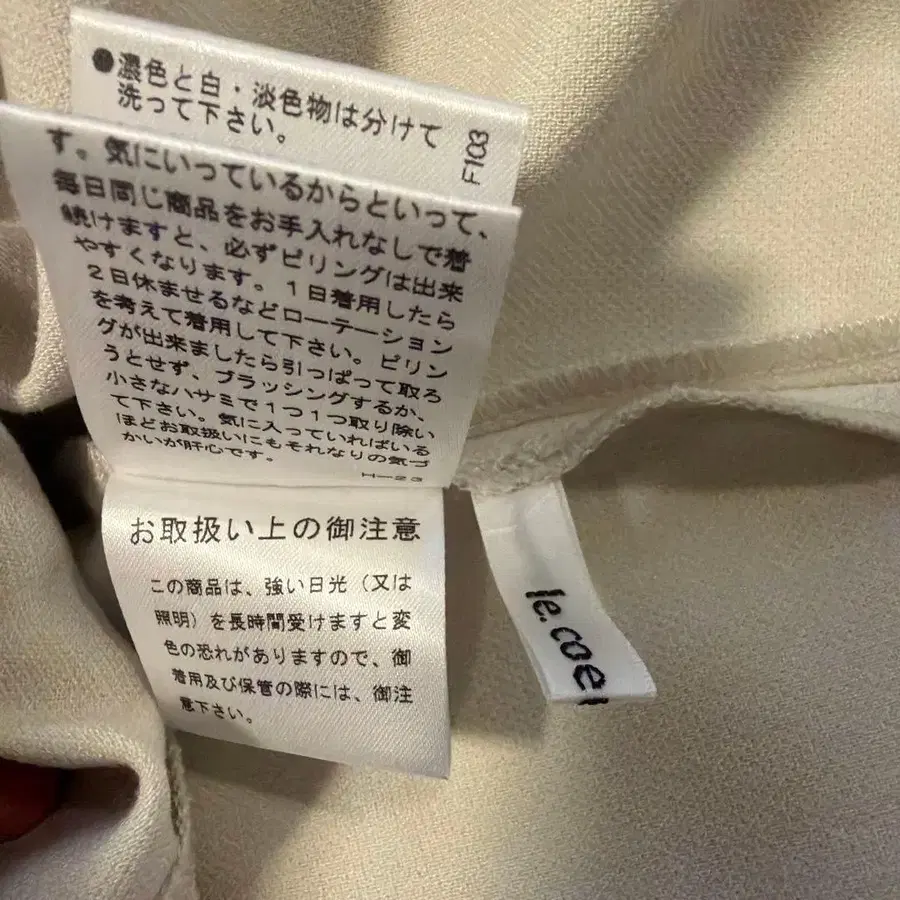 ●濃色と白・淡色物は分けて
洗って下さい。
F103
す。気にいっているからといって、
毎日同じ商品をお手入れなしで着
続けますと、必ずピリングは出来
やすくなります。1日着用したら
2日休ませるなどローテーション
を考えて着用して下さい。ピリン
グが出来ましたら引っぱって取ろ
うとせず、ブラッシングするか、
小さなハサミで1つ1つ取り除い
て下さい。気に入っていればいる
ほどお取扱いにもそれなりの気づ
かいが肝心です。
H-23
お取扱い上の御注意
この商品は、強い日光(又は
照明)を長時間受けますと変
色の恐れがありますので、御
着用及び保管の際には、御注
意下さい。
le.coe